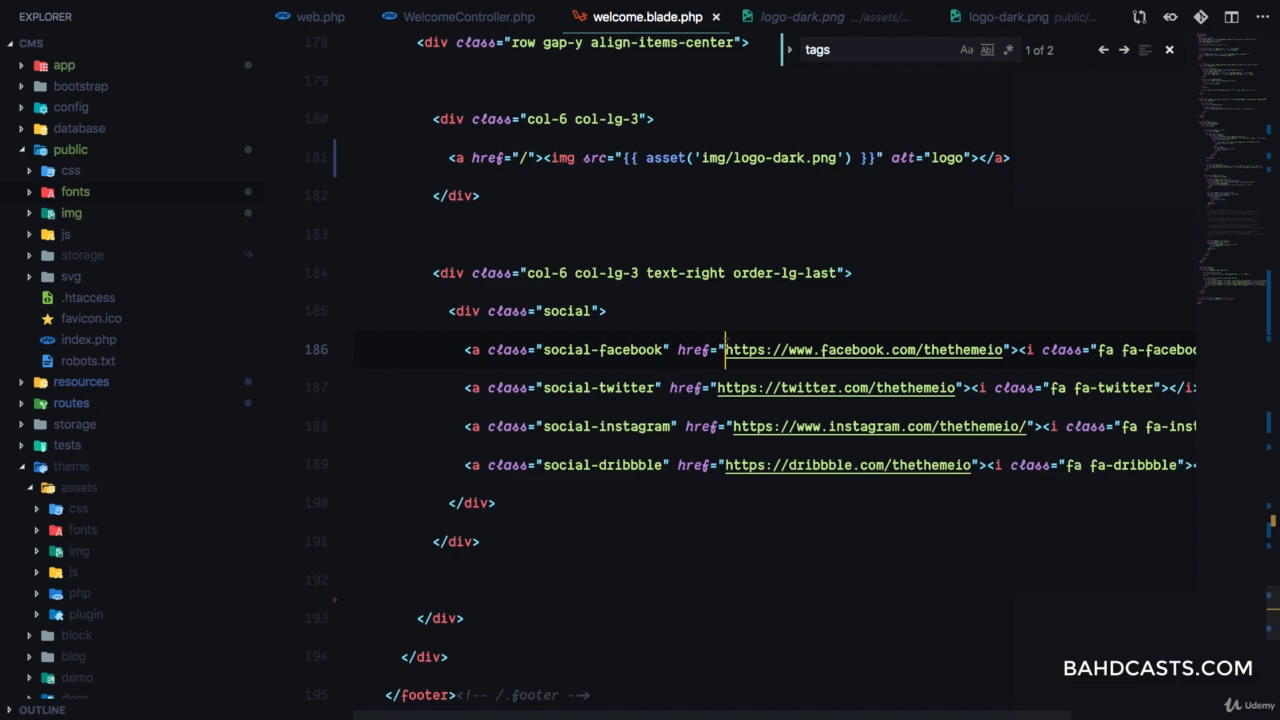 EXPLORER
web.php
WelcomeController.php
welcome.blade.php ×
logo-dark.png .../assets/...
logo-dark.png public/...
CMS
app
bootstrap
config
database
public
css
fonts
img
js
storage
svg
.htaccess
favicon.ico
index.php
robots.txt
resources
routes
storage
tests
theme
assets
css
fonts
img
js
php
plugin
block
blog
demo
docs
OUTLINE
tags
Aa Abl .* 1 of 2
178 <div class="row gap-y align-items-center">
179
180 <div class="col-6 col-lg-3">
181 <a href="/"><img src="{{ asset('img/logo-dark.png') }}" alt="logo"></a>
182 </div>
183
184 <div class="col-6 col-lg-3 text-right order-lg-last">
185 <div class="social">
186 <a class="social-facebook" href="https://www.facebook.com/thethemeio"><i class="fa fa-faceboo
187 <a class="social-twitter" href="https://twitter.com/thethemeio"><i class="fa fa-twitter"></i>
188 <a class="social-instagram" href="https://www.instagram.com/thethemeio/"><i class="fa fa-inst
189 <a class="social-dribbble" href="https://dribbble.com/thethemeio"><i class="fa fa-dribbble"><
190 </div>
191 </div>
192
193 </div>
194 </div>
195 </footer><!-- /.footer -->
BAHDCASTS.COM
Udemy